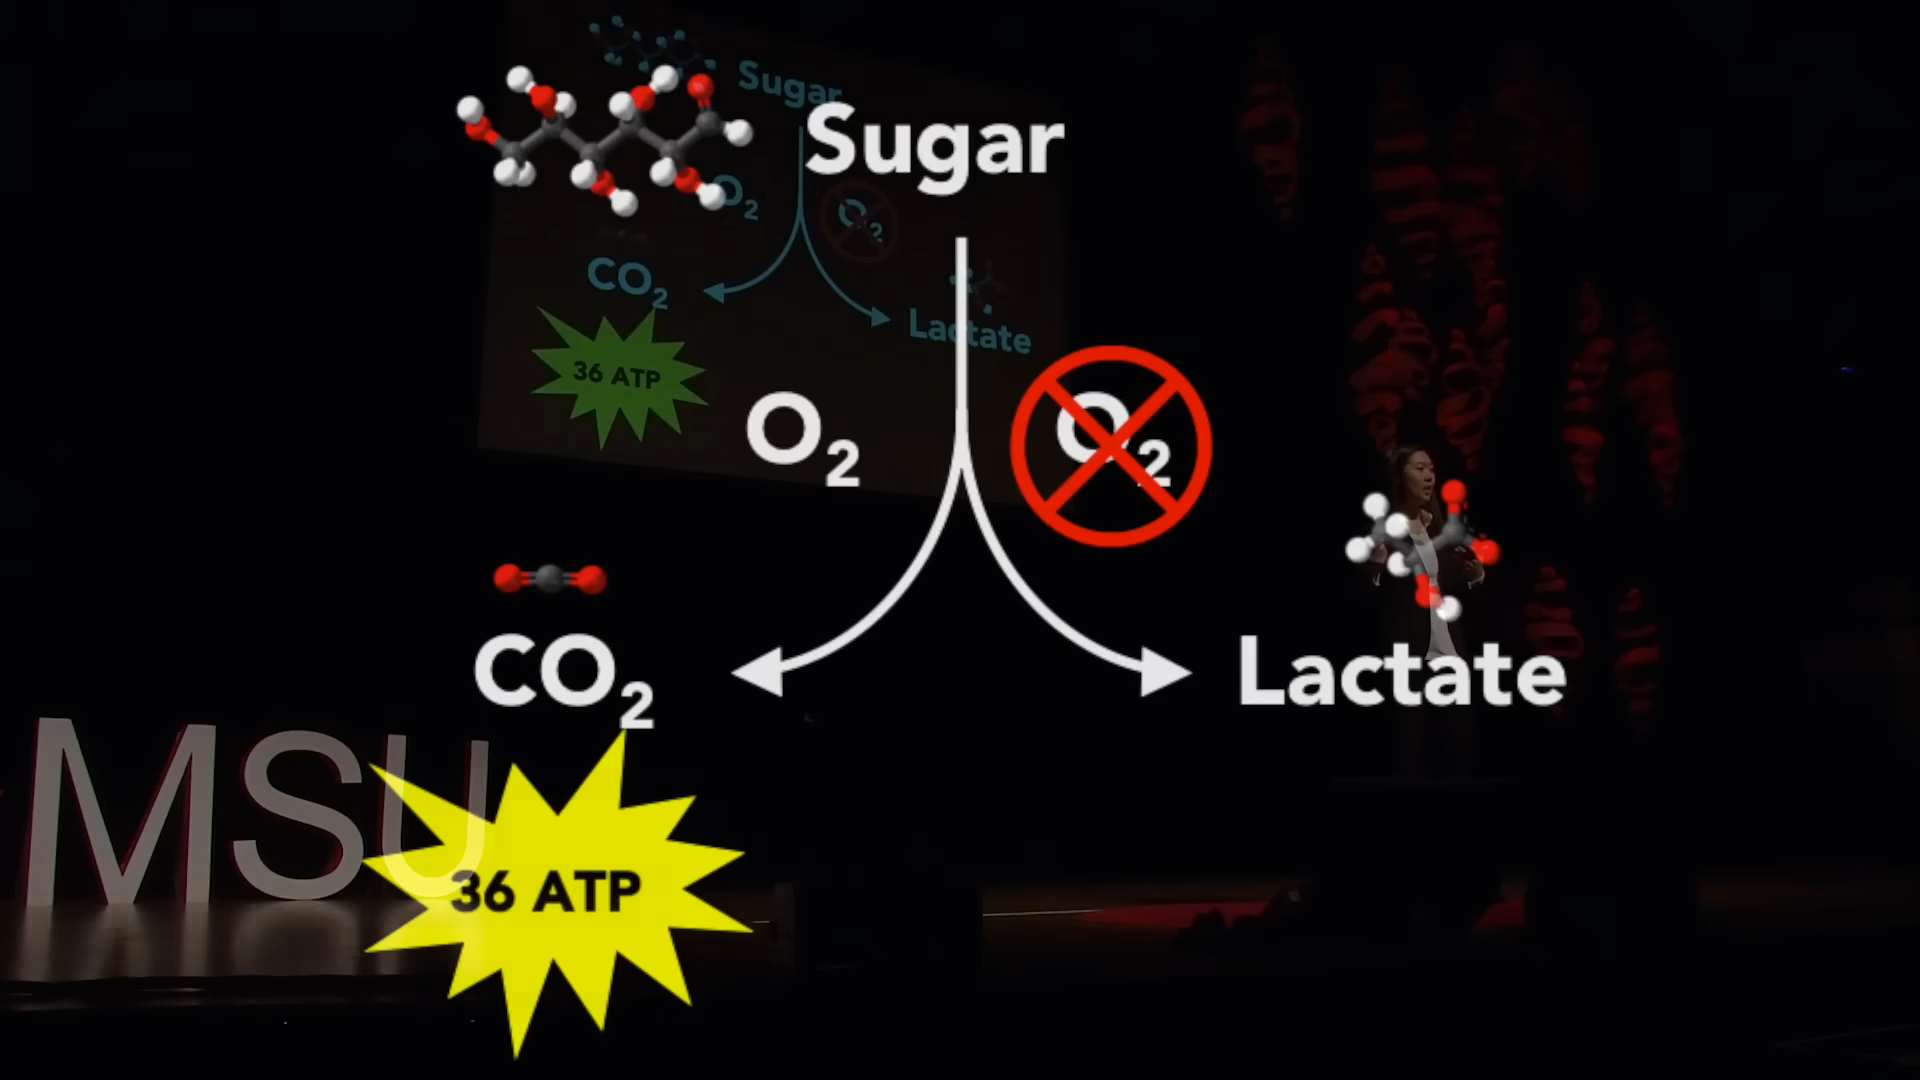 Sugar
O₂
O₂
CO₂
Lactate
36 ATP
Sugar
O₂
O₂
CO₂
Lactate
36 ATP
MSU